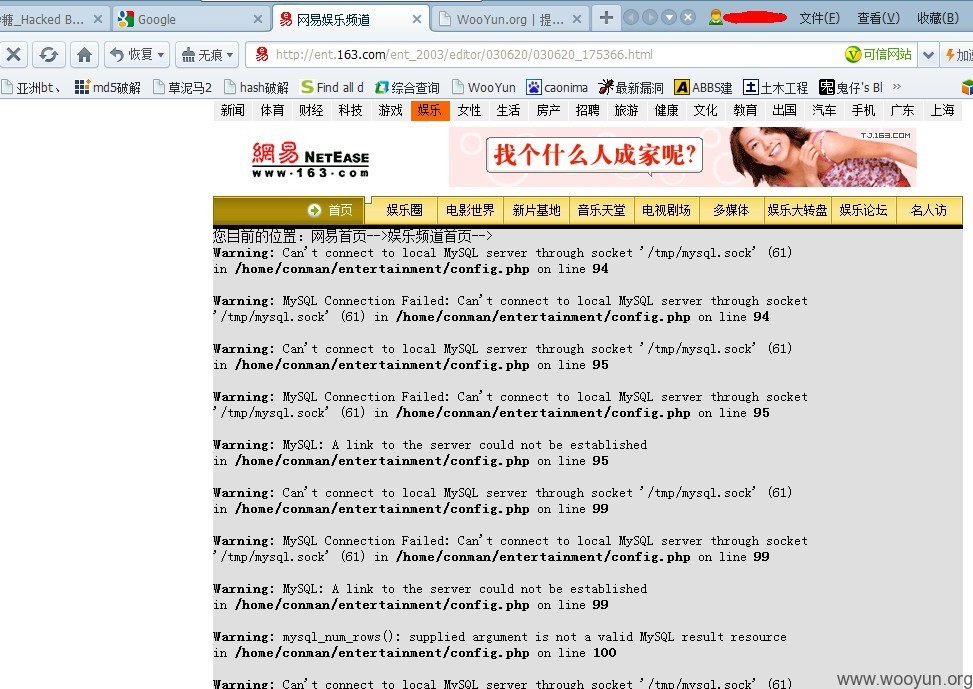 糖_Hacked B... Google 网易娱乐频道 WooYun.org | 提... 文件(F) 查看(V) 收藏(B)
恢复 无痕 http://ent.163.com/ent_2003/editor/030620/030620_175366.html 可信网站 加速
亚洲bt、 md5破解 草泥马2 hash破解 Find all d 综合查询 WooYun caonima 最新漏洞 ABBS建 土木工程 鬼仔's Bl »
新闻 体育 财经 科技 游戏 娱乐 女性 生活 房产 招聘 旅游 健康 文化 教育 出国 汽车 手机 广东 上海
TJ.163.COM
網易 NETEASE
www.163.com
找个什么人成家呢?
首页 娱乐圈 电影世界 新片基地 音乐天堂 电视剧场 多媒体 娱乐大转盘 娱乐论坛 名人访
您目前的位置：网易首页-->娱乐频道首页-->
Warning: Can't connect to local MySQL server through socket '/tmp/mysql.sock' (61)
in /home/conman/entertainment/config.php on line 94
Warning: MySQL Connection Failed: Can't connect to local MySQL server through socket
'/tmp/mysql.sock' (61) in /home/conman/entertainment/config.php on line 94
Warning: Can't connect to local MySQL server through socket '/tmp/mysql.sock' (61)
in /home/conman/entertainment/config.php on line 95
Warning: MySQL Connection Failed: Can't connect to local MySQL server through socket
'/tmp/mysql.sock' (61) in /home/conman/entertainment/config.php on line 95
Warning: MySQL: A link to the server could not be established
in /home/conman/entertainment/config.php on line 95
Warning: Can't connect to local MySQL server through socket '/tmp/mysql.sock' (61)
in /home/conman/entertainment/config.php on line 99
Warning: MySQL Connection Failed: Can't connect to local MySQL server through socket
'/tmp/mysql.sock' (61) in /home/conman/entertainment/config.php on line 99
Warning: MySQL: A link to the server could not be established
in /home/conman/entertainment/config.php on line 99
Warning: mysql_num_rows(): supplied argument is not a valid MySQL result resource
in /home/conman/entertainment/config.php on line 100
Warning: Can't connect to local MySQL server through socket '/tmp/mysql.sock' (61)
www.wooyun.org